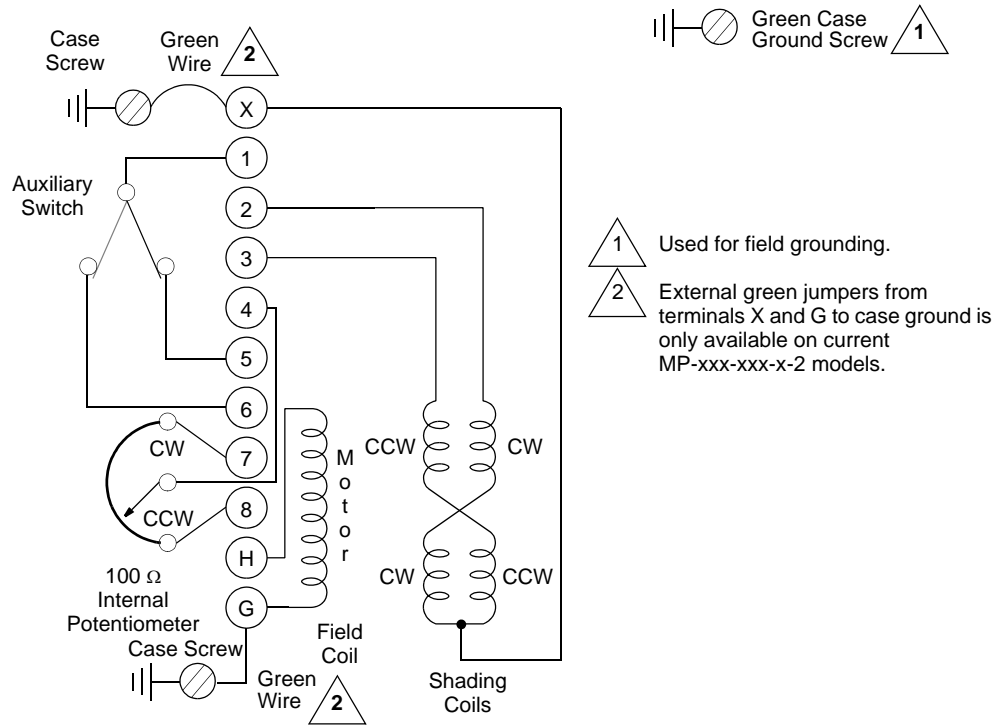 Case
Screw
Green
Wire
2
Green Case
Ground Screw
1
X
1
Auxiliary
Switch
2
3
4
5
6
CW
7
CCW
8
H
G
100 Ω
Internal
Potentiometer
Case Screw
Green
Wire
2
Motor
Field
Coil
CCW
CW
CW
CCW
Shading
Coils
1
Used for field grounding.
2
External green jumpers from
terminals X and G to case ground is
only available on current
MP-xxx-xxx-x-2 models.